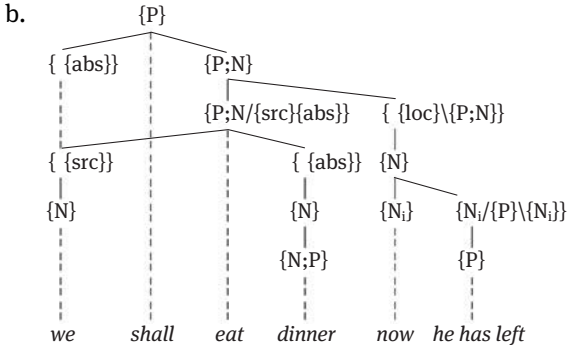 b.
{P}
{ {abs}} {P;N}
{P;N/{src}{abs}} { {loc}\{P;N}}
{ {src}} { {abs}} {N}
{N} {N} {Nᵢ} {Nᵢ/{P}\{Nᵢ}}
{N;P} {P}
we shall eat dinner now he has left